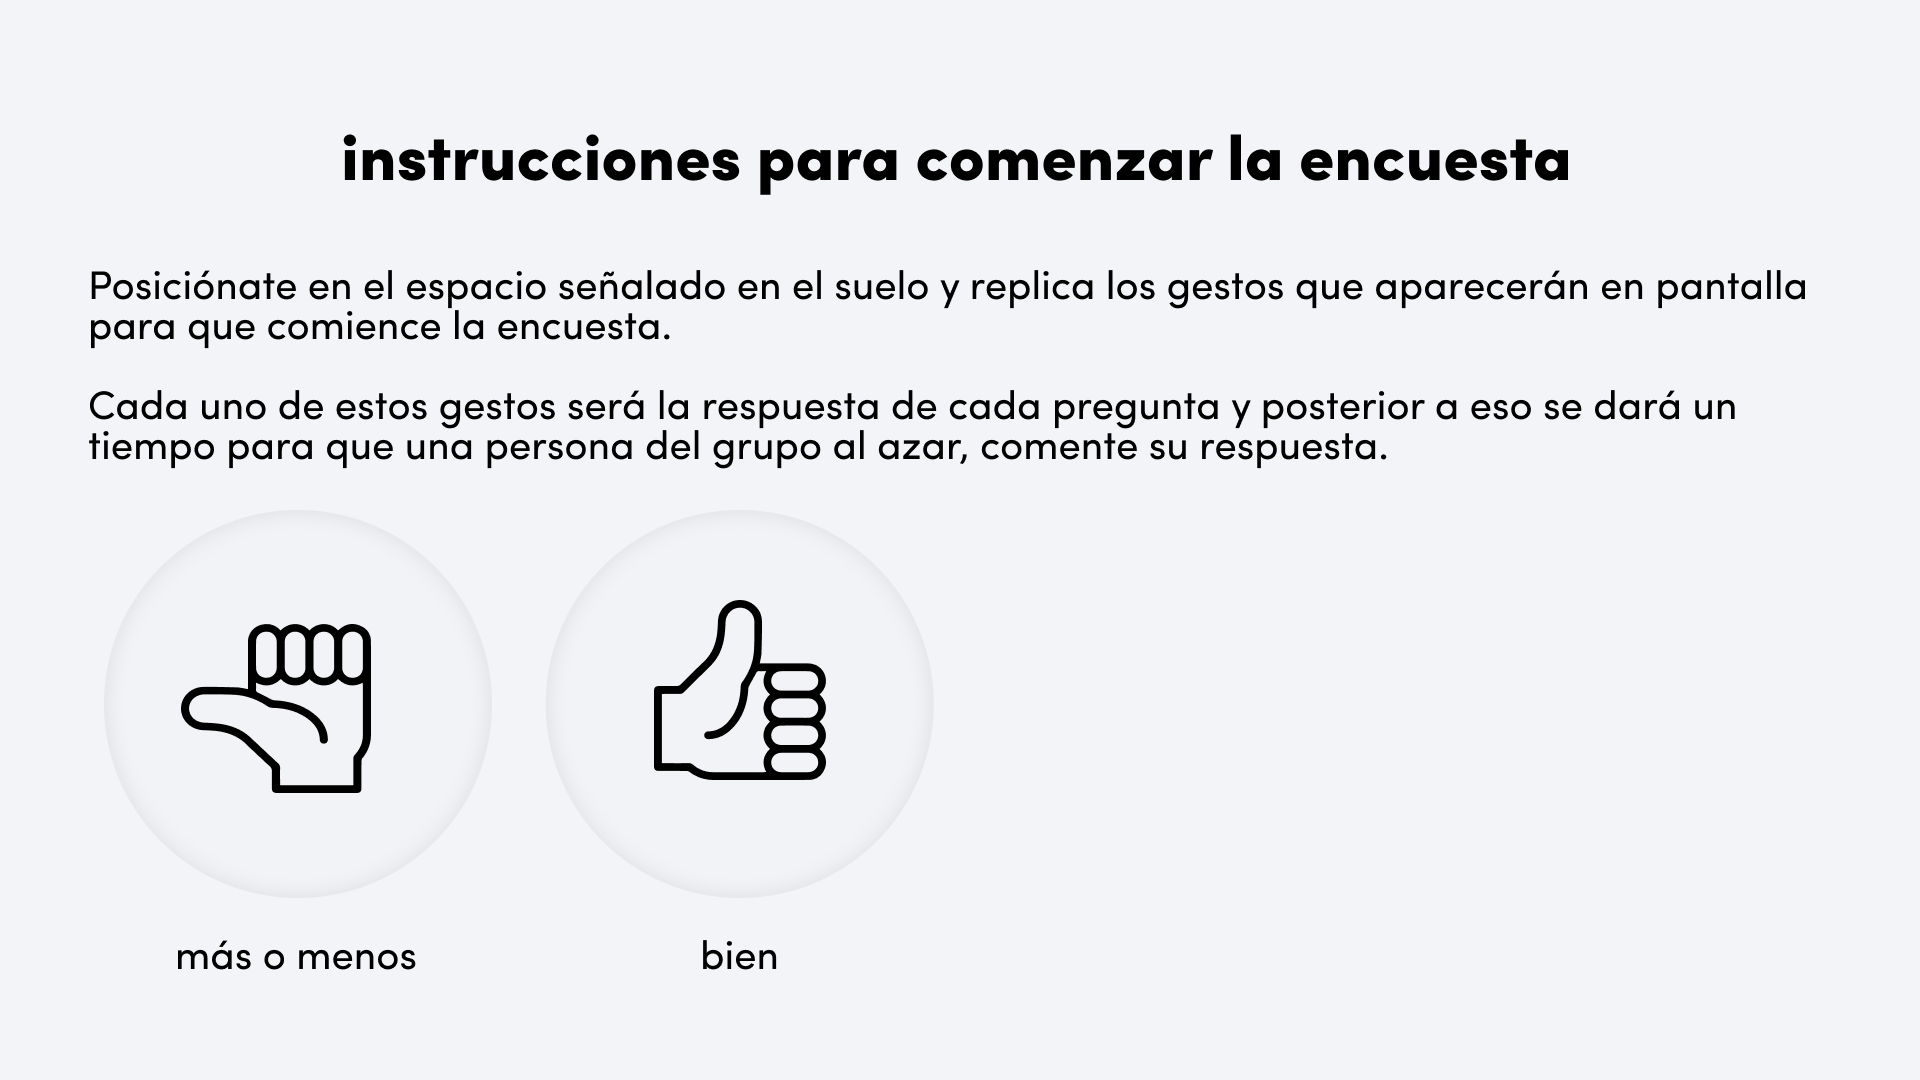 instrucciones para comenzar la encuesta
Posiciónate en el espacio señalado en el suelo y replica los gestos que aparecerán en pantalla
para que comience la encuesta.
Cada uno de estos gestos será la respuesta de cada pregunta y posterior a eso se dará un
tiempo para que una persona del grupo al azar, comente su respuesta.
más o menos
bien